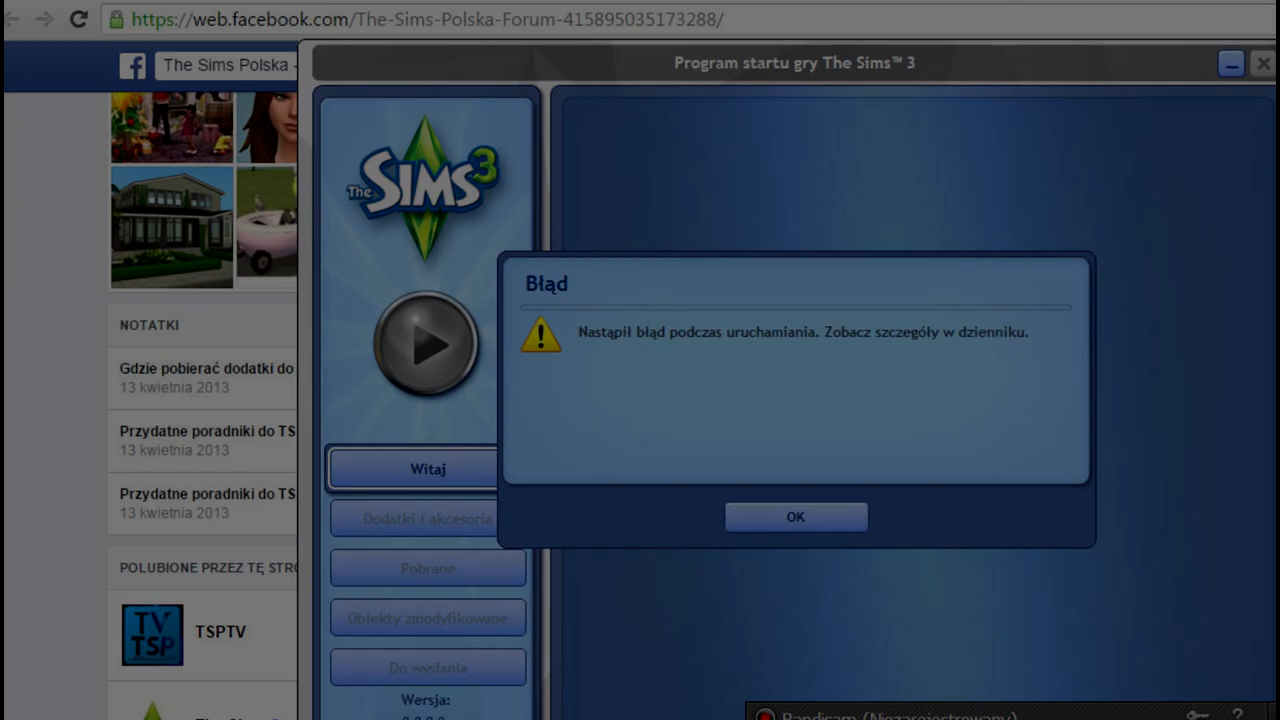 https://web.facebook.com/The-Sims-Polska-Forum-415895035173288/
The Sims Polska -
Program startu gry The Sims™ 3
The SIMS 3
Błąd
Nastąpił błąd podczas uruchamiania. Zobacz szczegóły w dzienniku.
OK
NOTATKI
Gdzie pobierać dodatki do
13 kwietnia 2013
Przydatne poradniki do TS
13 kwietnia 2013
Przydatne poradniki do TS
13 kwietnia 2013
POLUBIONE PRZEZ TĘ STRO
TV
TSP
TSPTV
Witaj
Dodatki i akcesoria
Pobrane
Obiekty zmodyfikowane
Do wysłania
Wersja:
Bandicam (Niezarejestrowany)